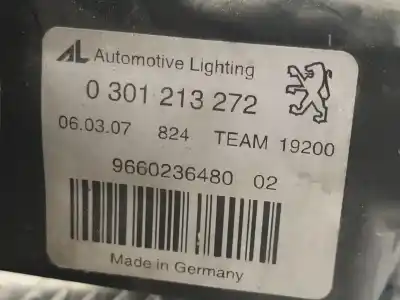 AL Automotive Lighting
0 301 213 272
06.03.07 824 TEAM 19200
9660236480 02
Made in Germany